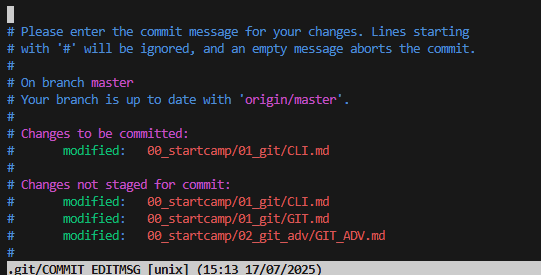 # Please enter the commit message for your changes. Lines starting
# with '#' will be ignored, and an empty message aborts the commit.
#
# On branch master
# Your branch is up to date with 'origin/master'.
#
# Changes to be committed:
#       modified:   00_startcamp/01_git/CLI.md
#
# Changes not staged for commit:
#       modified:   00_startcamp/01_git/CLI.md
#       modified:   00_startcamp/01_git/GIT.md
#       modified:   00_startcamp/02_git_adv/GIT_ADV.md
#
.git/COMMIT_EDITMSG [unix] (15:13 17/07/2025)